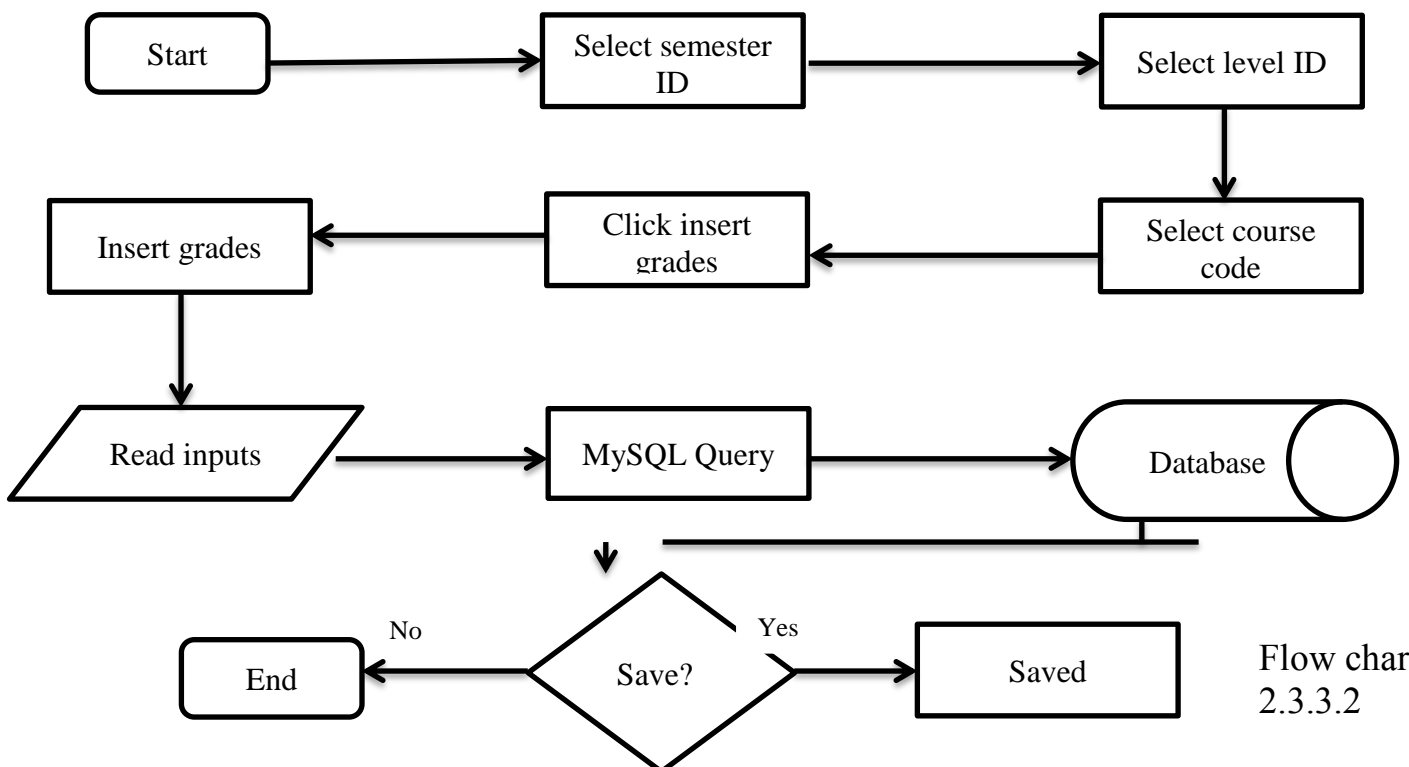 Start
Select semester
ID
Select level ID
Select course
code
Click insert
grades
Insert grades
Read inputs
MySQL Query
Database
Save?
No
End
Yes
Saved
Flow char
2.3.3.2